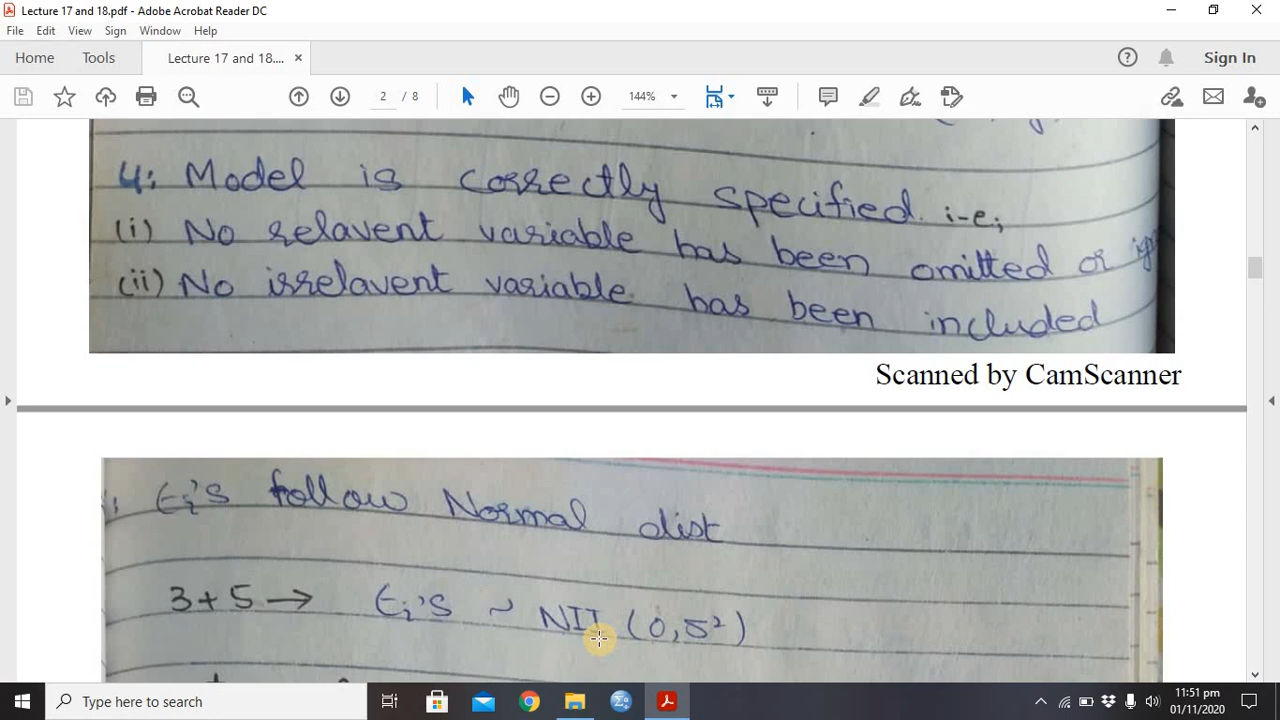 Lecture 17 and 18.pdf - Adobe Acrobat Reader DC
File Edit View Sign Window Help
Home Tools Lecture 17 and 18.... × Sign In
2 / 8 144%
4: Model is correctly specified. i-e;
(i) No relavent variable has been omitted or
(ii) No irrelavent variable has been included
Scanned by CamScanner
Ei's follow Normal dist
3+5→ Ei's ~ NII (0,σ²)
Type here to search
11:51 pm
01/11/2020